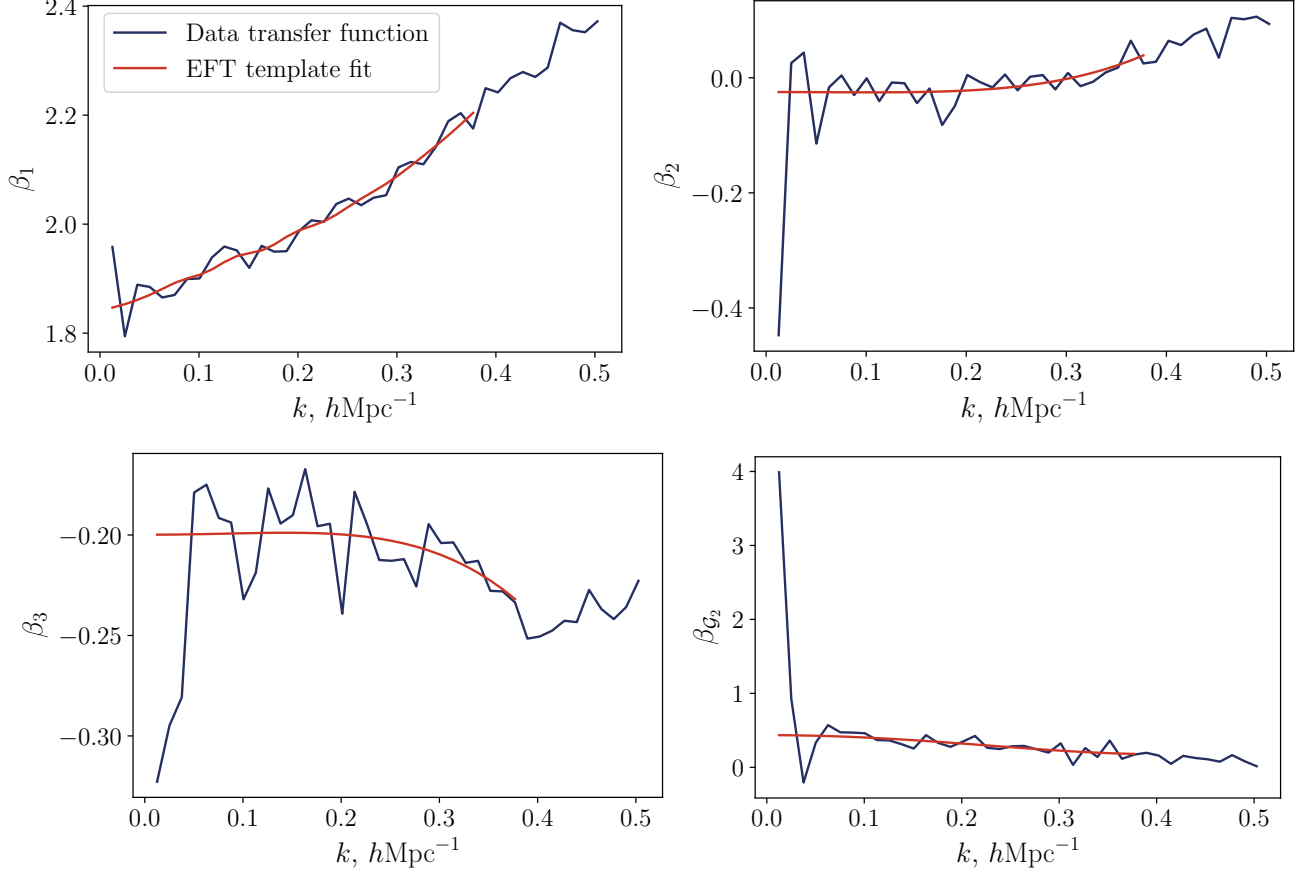 2.4
2.2
2.0
1.8
β₁
Data transfer function
EFT template fit
0.0 0.1 0.2 0.3 0.4 0.5
k, hMpc⁻¹
0.0
−0.2
−0.4
β₂
0.0 0.1 0.2 0.3 0.4 0.5
k, hMpc⁻¹
−0.20
−0.25
−0.30
β₃
0.0 0.1 0.2 0.3 0.4 0.5
k, hMpc⁻¹
4
3
2
1
0
β𝒢₂
0.0 0.1 0.2 0.3 0.4 0.5
k, hMpc⁻¹